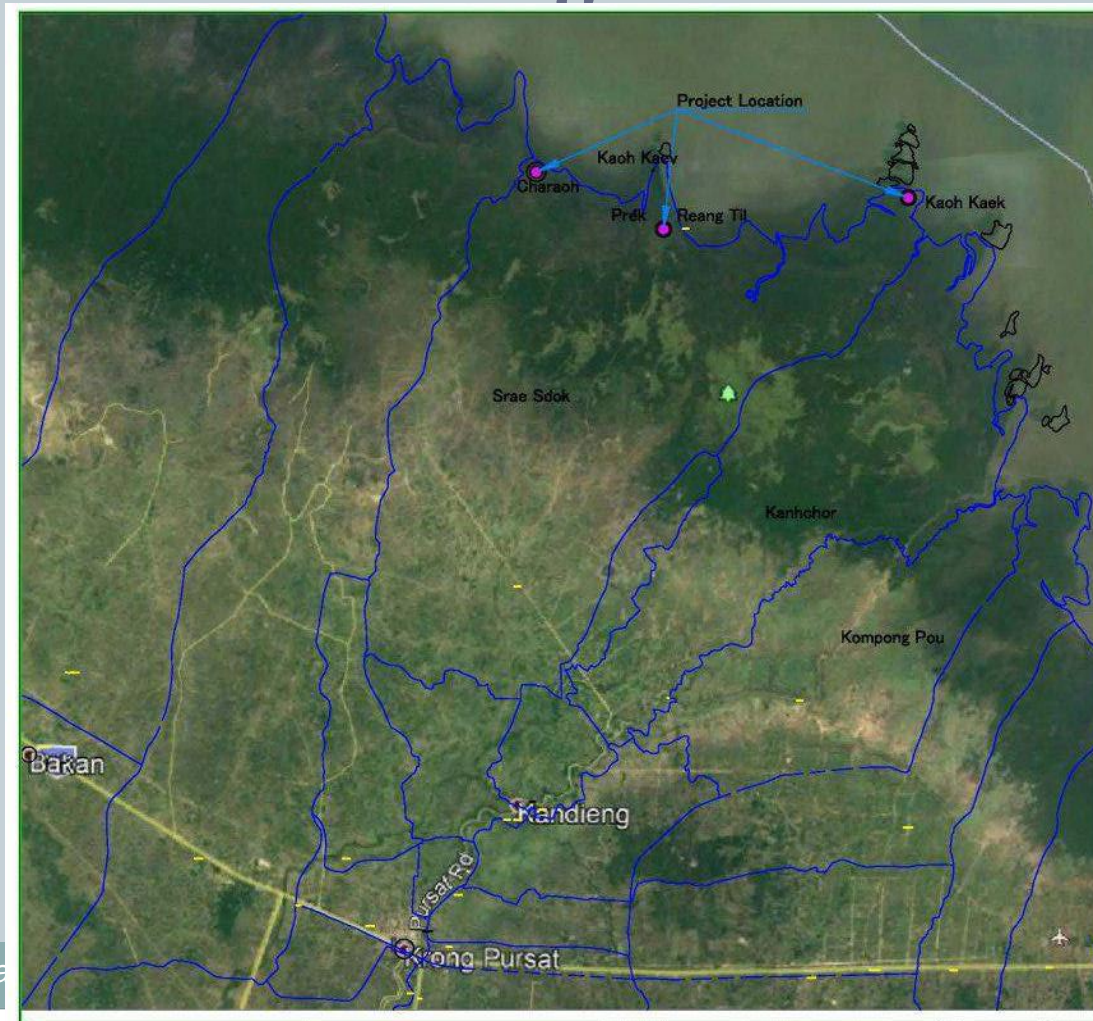 Project Location
Kaoh Kaev
Charaoh
Kaoh Kaek
Prek Reang Til
Srae Sdok
Kanhchor
Kompong Pou
Bakan
Kandieng
Pursat Rd
Krong Pursat